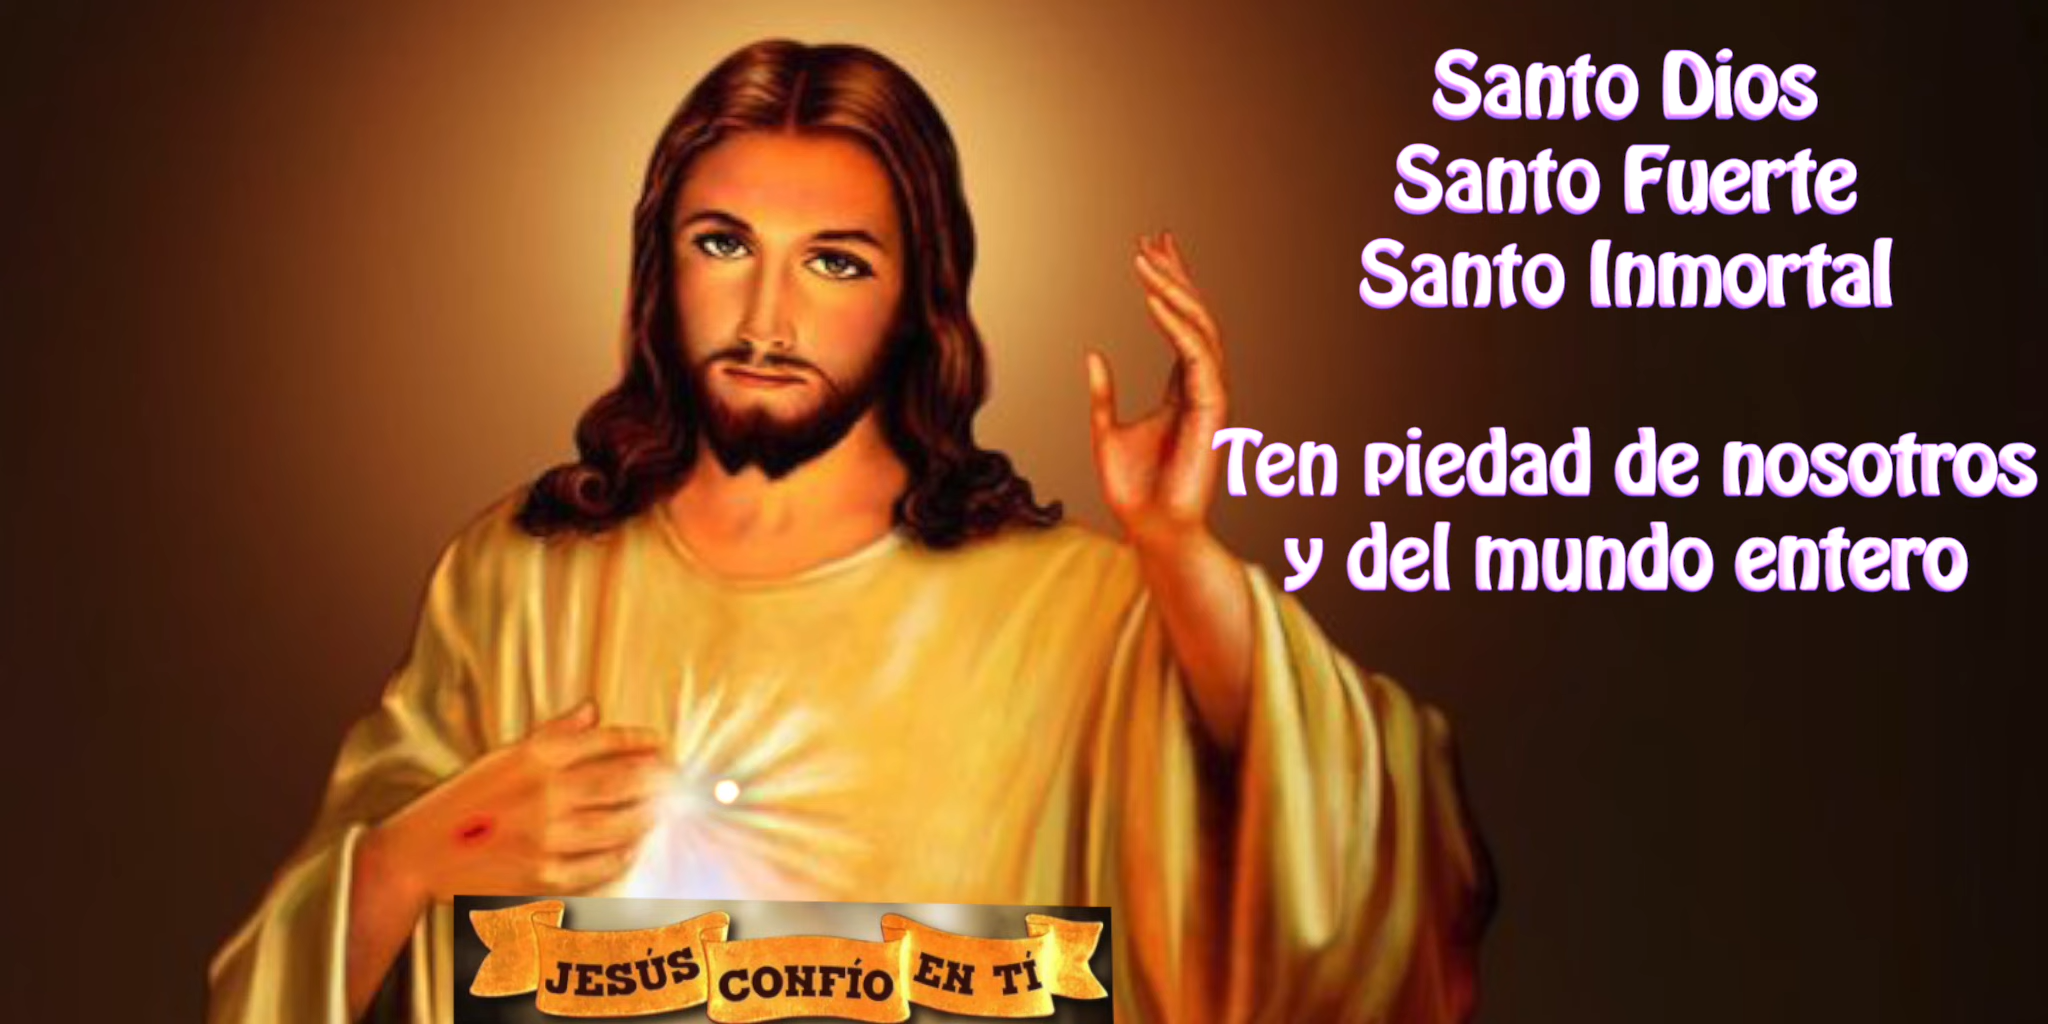 Santo Dios
Santo Fuerte
Santo Inmortal
Ten piedad de nosotros
y del mundo entero
JESÚS CONFÍO EN TÍ